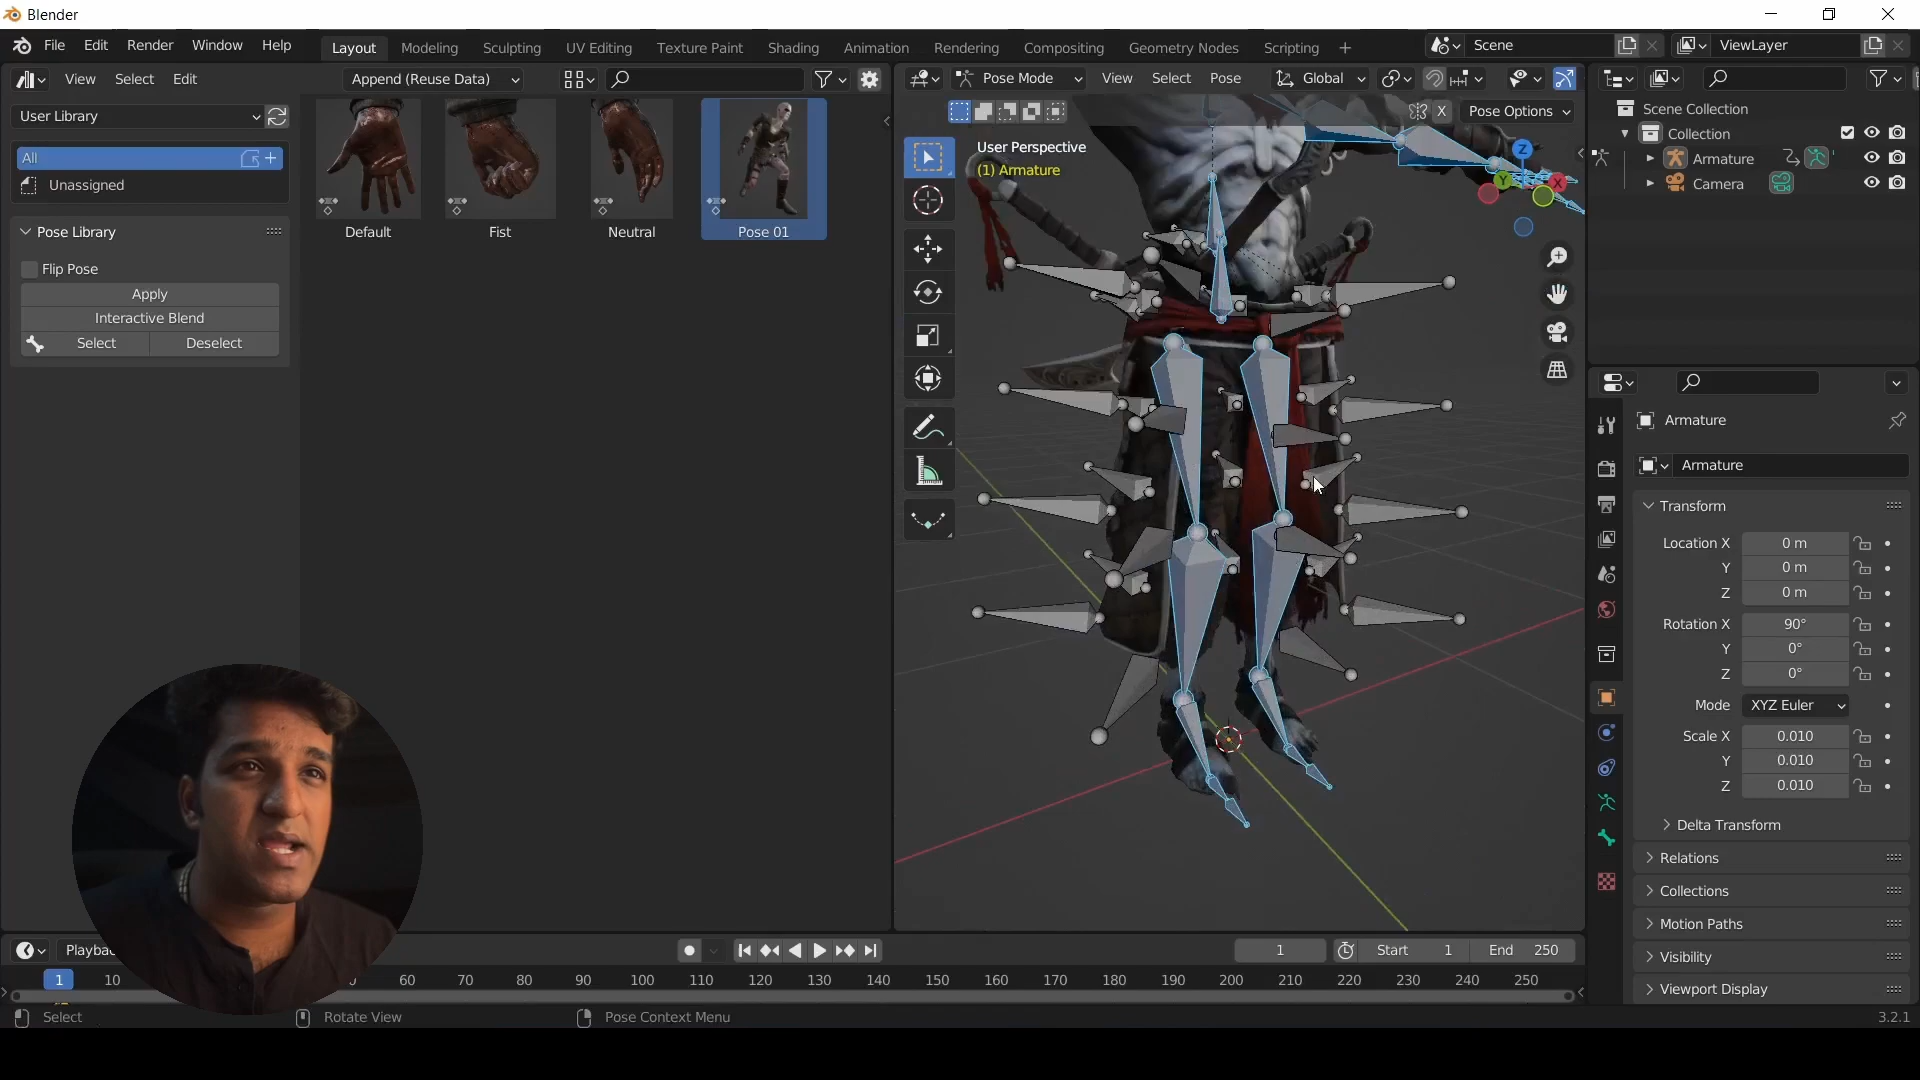 Blender
File Edit Render Window Help Layout Modeling Sculpting UV Editing Texture Paint Shading Animation Rendering Compositing Geometry Nodes Scripting + Scene ViewLayer
View Select Edit Append (Reuse Data)
Pose Mode View Select Pose Global
User Library
X Pose Options
All
Unassigned
Default Fist Neutral Pose 01
Pose Library
Flip Pose
Apply
Interactive Blend
Select Deselect
User Perspective
(1) Armature
Z
Y X
Scene Collection
Collection
Armature
Camera
Armature
Armature
Transform
Location X 0 m
Y 0 m
Z 0 m
Rotation X 90°
Y 0°
Z 0°
Mode XYZ Euler
Scale X 0.010
Y 0.010
Z 0.010
Delta Transform
Relations
Collections
Motion Paths
Visibility
Viewport Display
1 Start 1 End 250
1 10 60 70 80 90 100 110 120 130 140 150 160 170 180 190 200 210 220 230 240 250
Select Rotate View Pose Context Menu 3.2.1